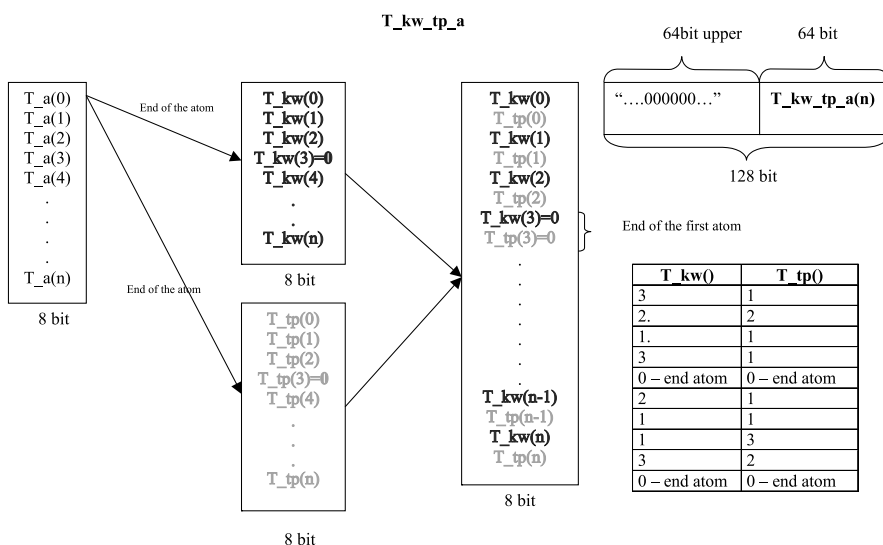 T_kw_tp_a
64bit upper
64 bit
“….000000…”
T_kw_tp_a(n)
128 bit
T_a(0)
T_a(1)
T_a(2)
T_a(3)
T_a(4)
.
.
.
.
T_a(n)
8 bit
End of the atom
End of the atom
T_kw(0)
T_kw(1)
T_kw(2)
T_kw(3)=0
T_kw(4)
.
.
T_kw(n)
8 bit
T_tp(0)
T_tp(1)
T_tp(2)
T_tp(3)=0
T_tp(4)
.
.
.
T_tp(n)
8 bit
T_kw(0)
T_tp(0)
T_kw(1)
T_tp(1)
T_kw(2)
T_tp(2)
T_kw(3)=0
T_tp(3)=0
.
.
.
.
.
.
.
T_kw(n-1)
T_tp(n-1)
T_kw(n)
T_tp(n)
8 bit
End of the first atom
T_kw() T_tp()
3 1
2. 2
1. 1
3 1
0 – end atom 0 – end atom
2 1
1 1
1 3
3 2
0 – end atom 0 – end atom